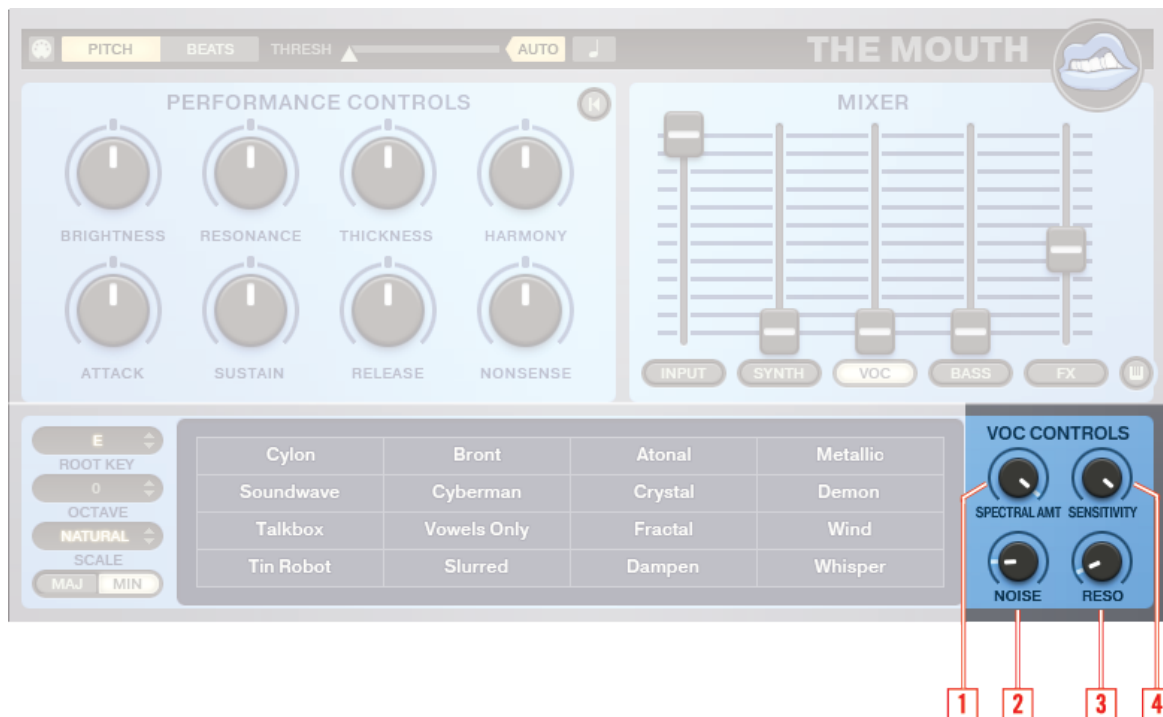 PITCH BEATS THRESH AUTO THE MOUTH
PERFORMANCE CONTROLS
BRIGHTNESS RESONANCE THICKNESS HARMONY
ATTACK SUSTAIN RELEASE NONSENSE
MIXER
INPUT SYNTH VOC BASS FX
E
ROOT KEY
0
OCTAVE
NATURAL
SCALE
MAJ MIN
Cylon Bront Atonal Metallic
Soundwave Cyberman Crystal Demon
Talkbox Vowels Only Fractal Wind
Tin Robot Slurred Dampen Whisper
VOC CONTROLS
SPECTRAL AMT SENSITIVITY
NOISE RESO
1 2 3 4